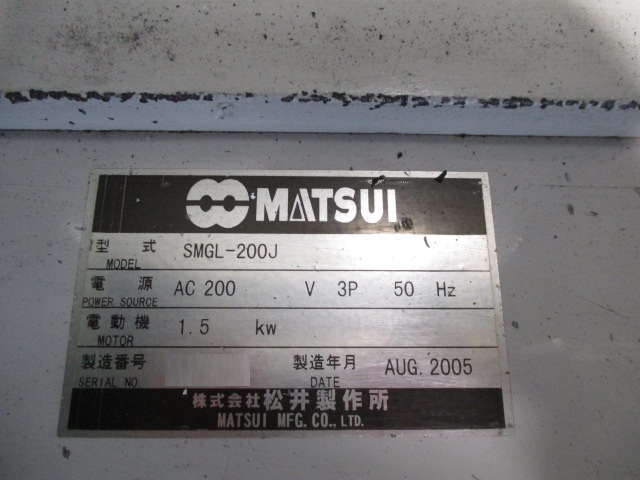 MATSUI
型式 SMGL-200J
MODEL
電源 AC 200 V 3P 50 Hz
POWER SOURCE
電動機 1.5 kw
MOTOR
製造番号 製造年月 AUG. 2005
SERIAL NO. DATE
株式会社 松井製作所
MATSUI MFG. CO., LTD.